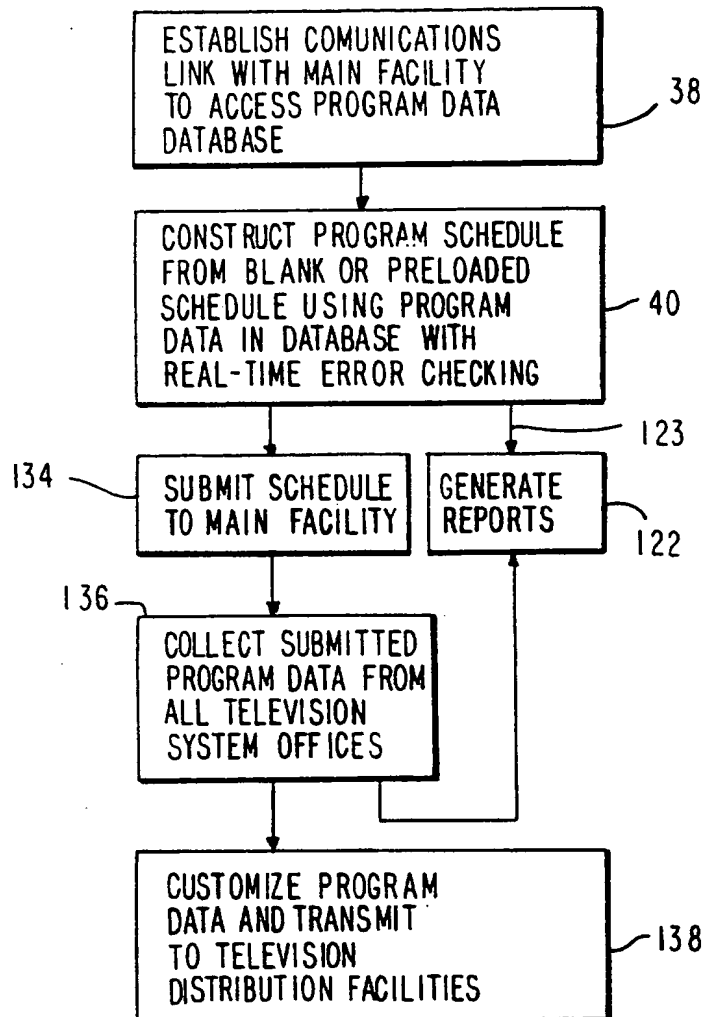 ESTABLISH COMUNICATIONS
LINK WITH MAIN FACILITY
TO ACCESS PROGRAM DATA
DATABASE
38
CONSTRUCT PROGRAM SCHEDULE
FROM BLANK OR PRELOADED
SCHEDULE USING PROGRAM
DATA IN DATABASE WITH
REAL-TIME ERROR CHECKING
40
123
134
SUBMIT SCHEDULE
TO MAIN FACILITY
GENERATE
REPORTS
122
136
COLLECT SUBMITTED
PROGRAM DATA FROM
ALL TELEVISION
SYSTEM OFFICES
CUSTOMIZE PROGRAM
DATA AND TRANSMIT
TO TELEVISION
DISTRIBUTION FACILITIES
138